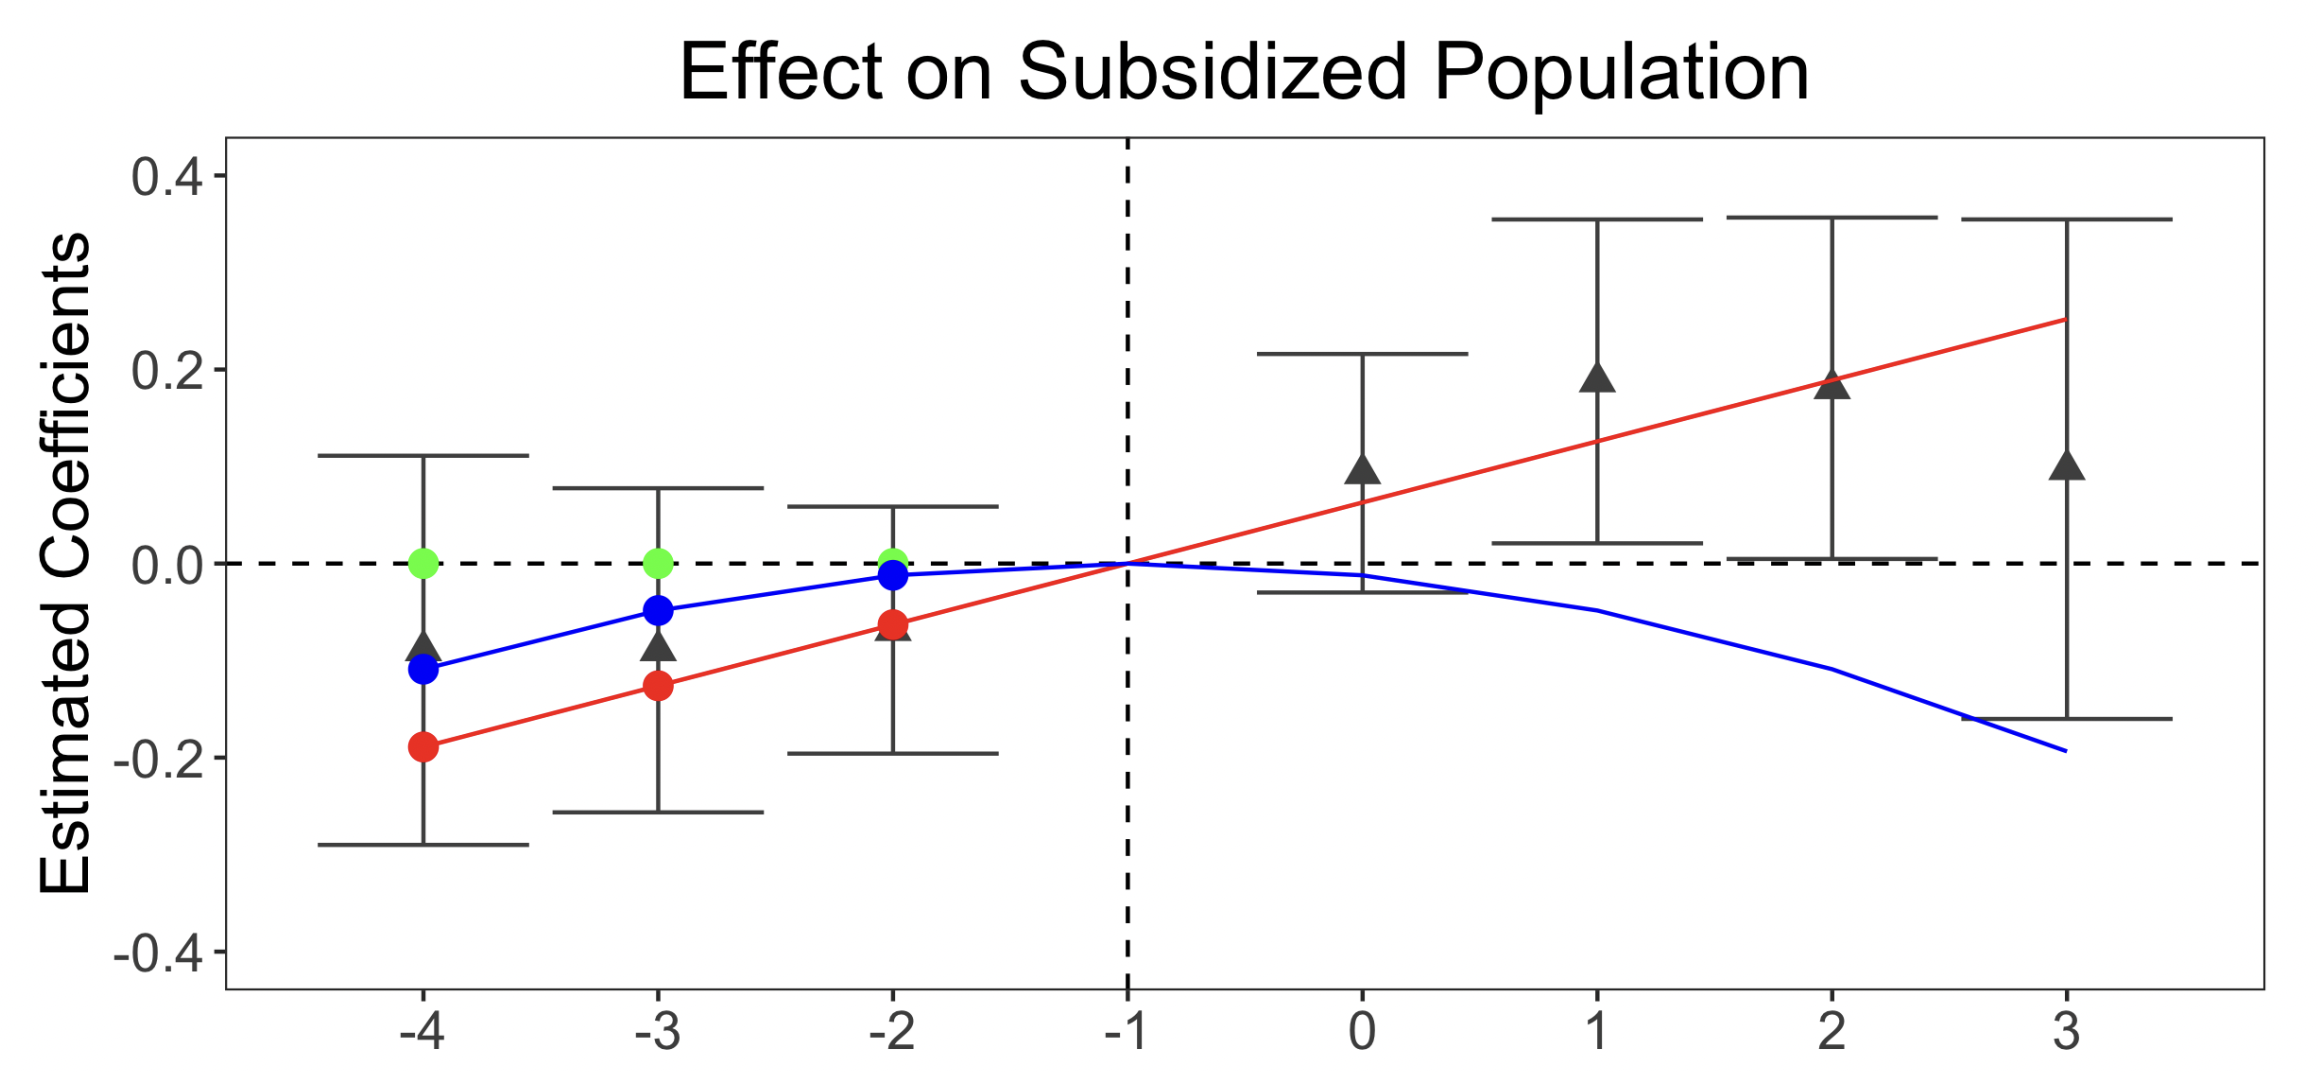 Effect on Subsidized Population
Estimated Coefficients
0.4
0.2
0.0
-0.2
-0.4
-4 -3 -2 -1 0 1 2 3